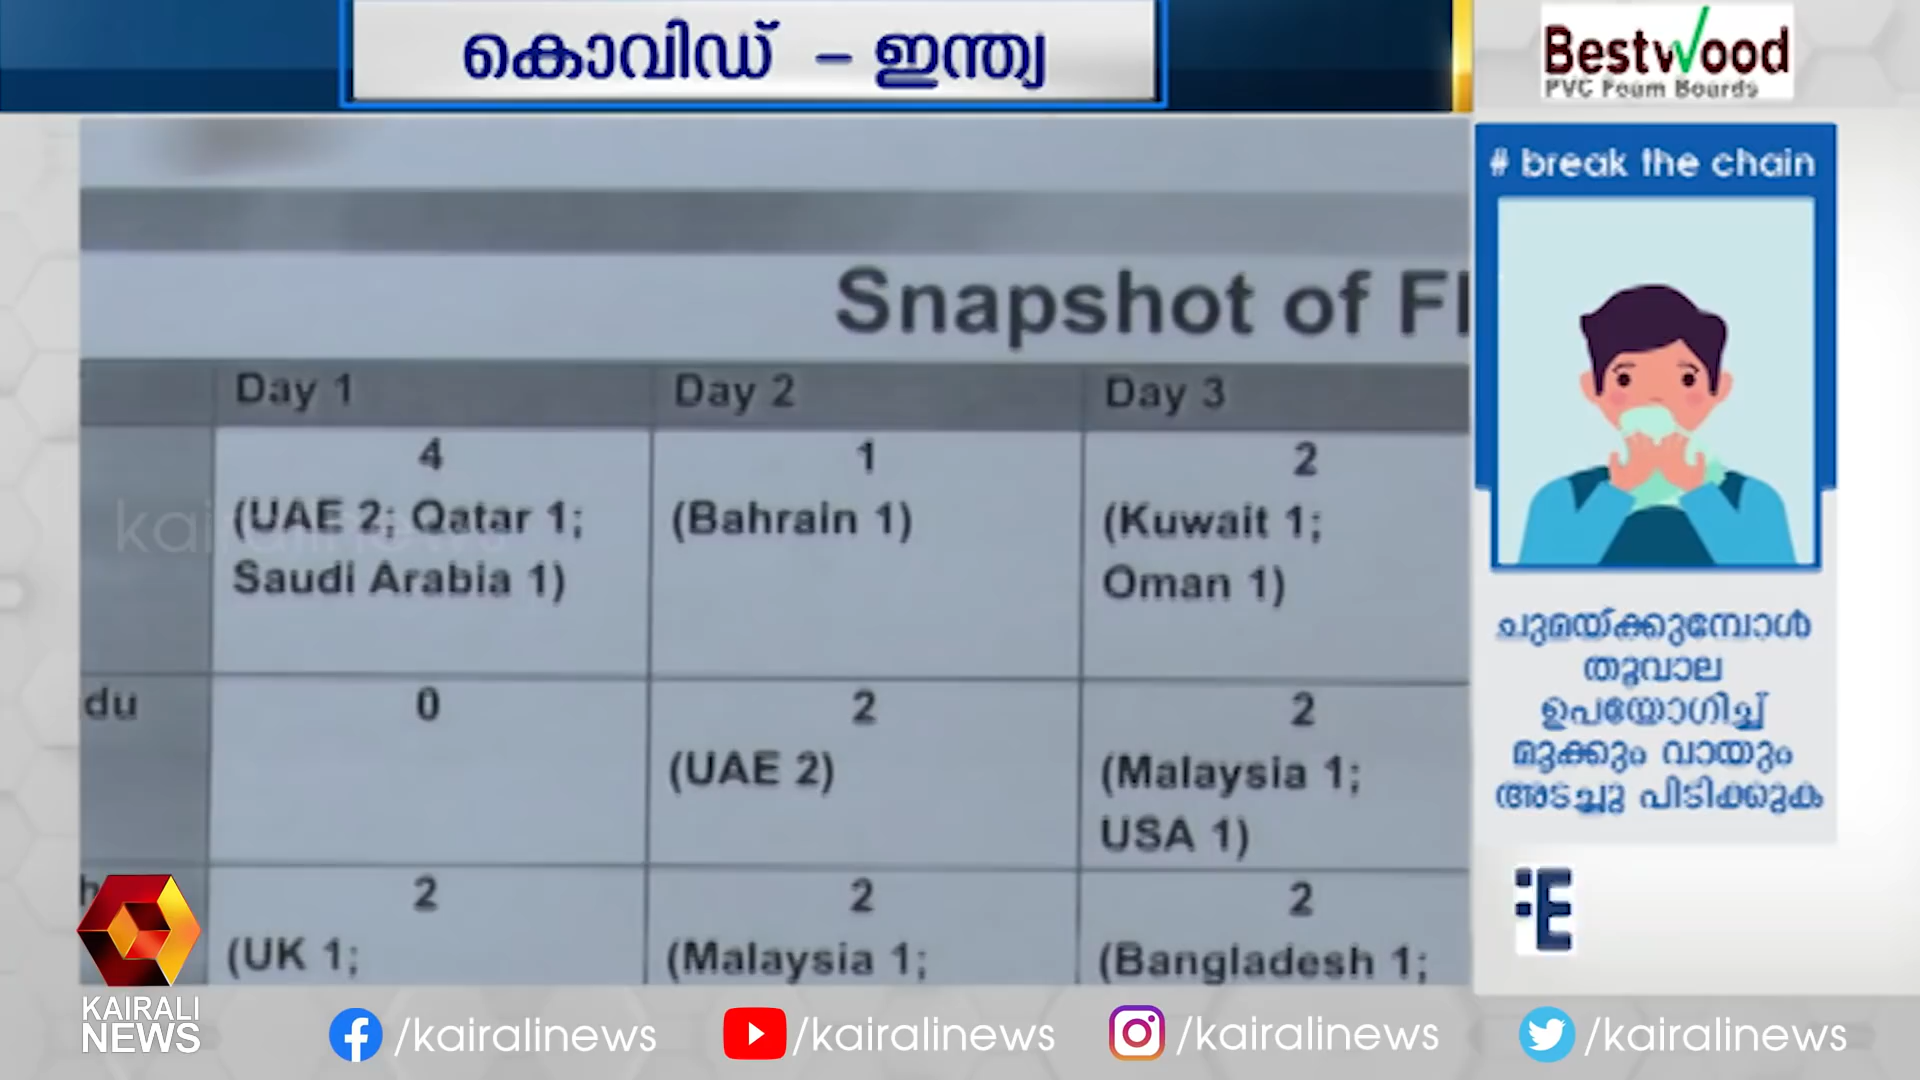 കൊവിഡ് – ഇന്ത്യ
Bestwood
PVC Foam Boards
# break the chain
Snapshot of Fl
Day 1 Day 2 Day 3
4 1 2
(UAE 2; Qatar 1; (Bahrain 1) (Kuwait 1;
Saudi Arabia 1) Oman 1)
du 0 2 2
(UAE 2) (Malaysia 1;
USA 1)
2 2 2
(UK 1; (Malaysia 1; (Bangladesh 1;
kairalinews
ചുമയ്ക്കുമ്പോൾ
തൂവാല
ഉപയോഗിച്ച്
മൂക്കും വായും
അടച്ചു പിടിക്കുക
E
KAIRALI
NEWS
/kairalinews /kairalinews /kairalinews /kairalinews